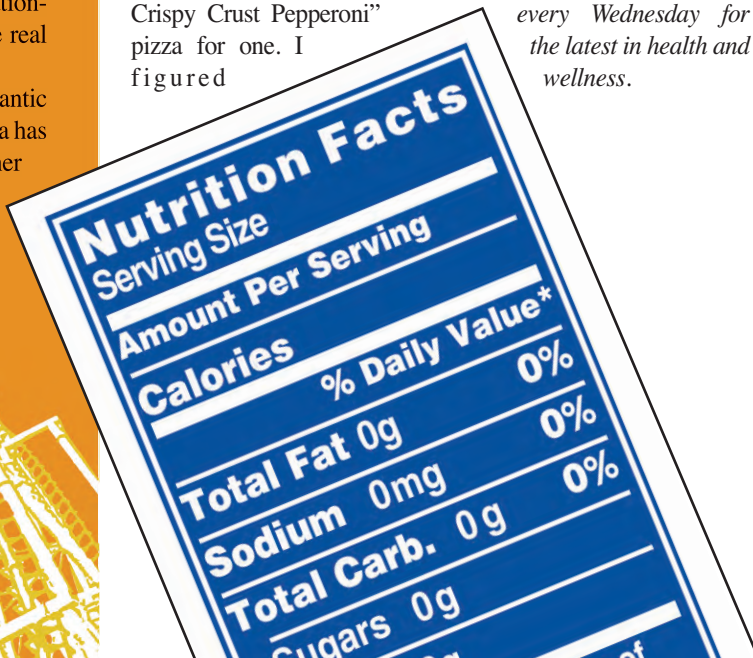 tion-
real
antic
a has
her
Crispy Crust Pepperoni”
pizza for one. I
figured
every Wednesday for
the latest in health and
wellness.
Nutrition Facts
Serving Size
Amount Per Serving
Calories
% Daily Value*
Total Fat 0g 0%
Sodium 0mg 0%
Total Carb. 0g 0%
Sugars 0g
of